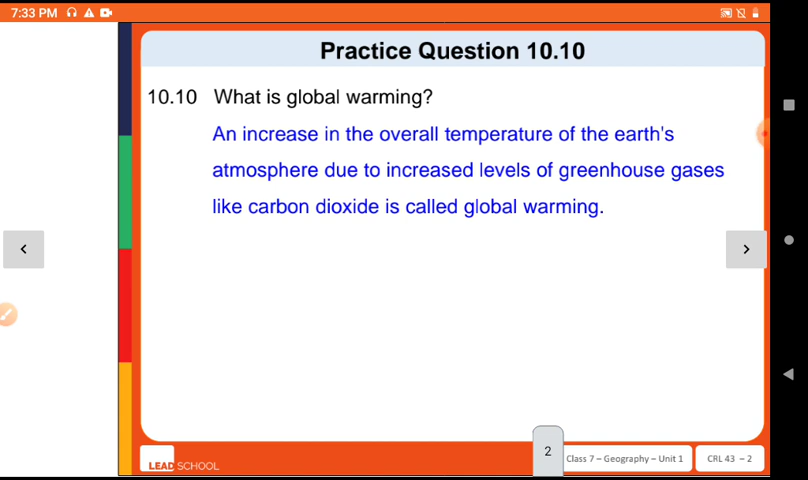 7:33 PM
Practice Question 10.10
10.10 What is global warming?
An increase in the overall temperature of the earth's
atmosphere due to increased levels of greenhouse gases
like carbon dioxide is called global warming.
2
LEAD SCHOOL
Class 7 – Geography – Unit 1
CRL 43 – 2